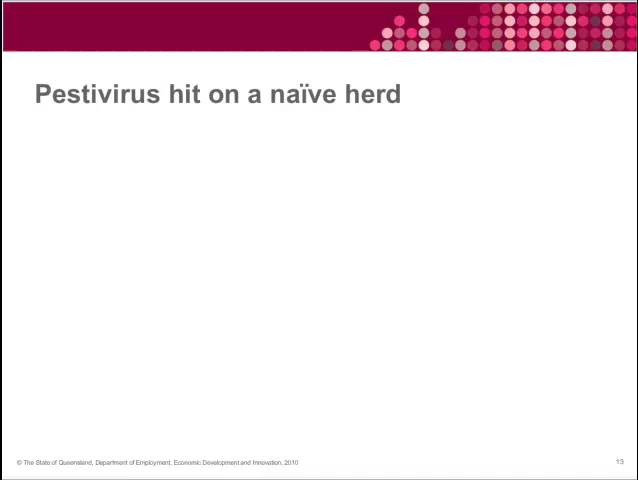 Pestivirus hit on a naïve herd
© The State of Queensland, Department of Employment, Economic Development and Innovation, 2010
13